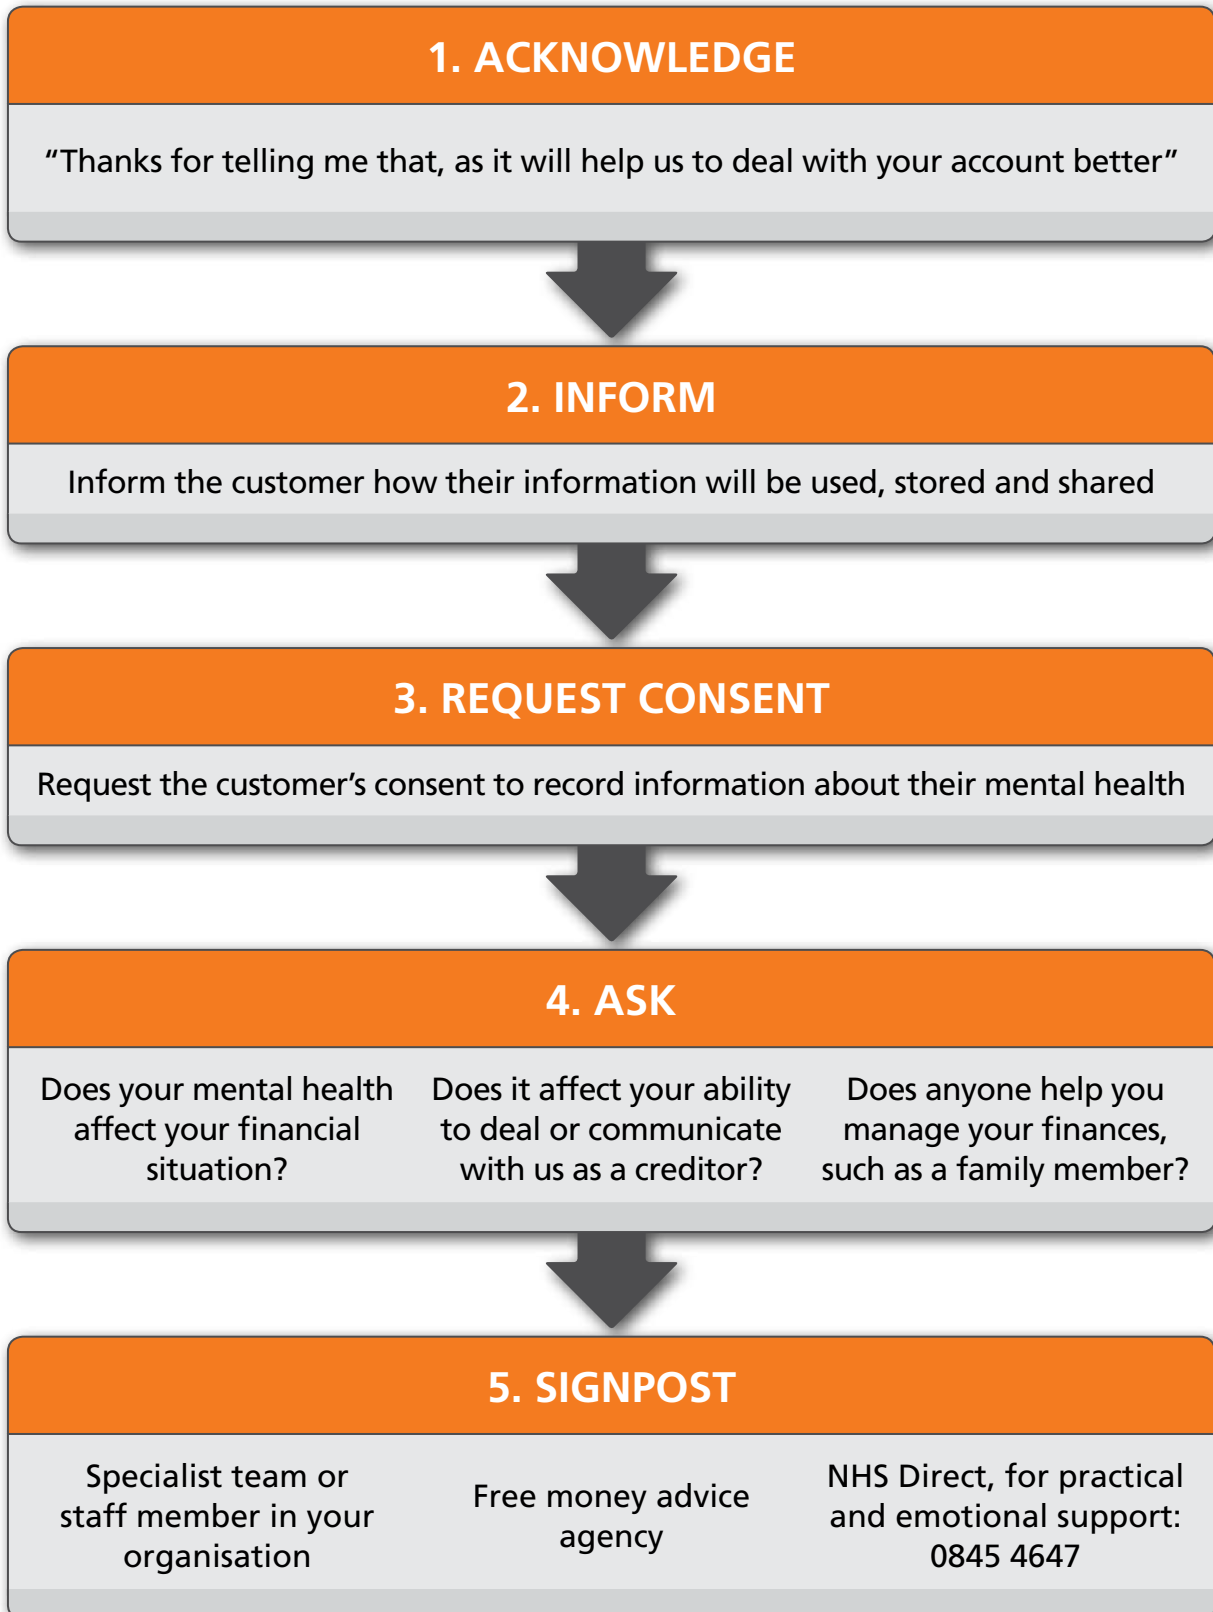 1. ACKNOWLEDGE
“Thanks for telling me that, as it will help us to deal with your account better”
2. INFORM
Inform the customer how their information will be used, stored and shared
3. REQUEST CONSENT
Request the customer’s consent to record information about their mental health
4. ASK
Does your mental health
affect your financial
situation?
Does it affect your ability
to deal or communicate
with us as a creditor?
Does anyone help you
manage your finances,
such as a family member?
5. SIGNPOST
Specialist team or
staff member in your
organisation
Free money advice
agency
NHS Direct, for practical
and emotional support:
0845 4647